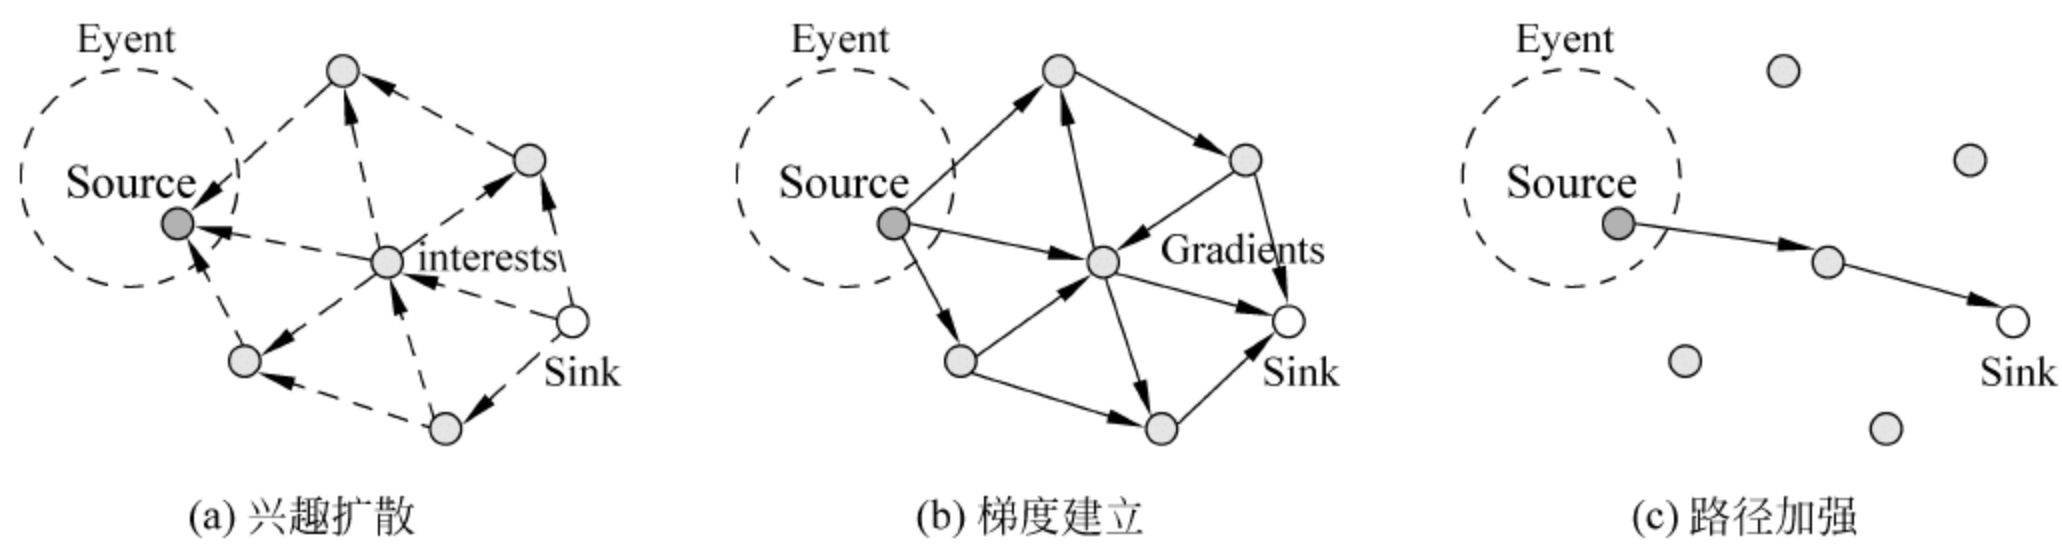 Eyent
Source
interests
Sink
(a) 兴趣扩散
Eyent
Source
Gradients
Sink
(b) 梯度建立
Eyent
Source
Sink
(c) 路径加强